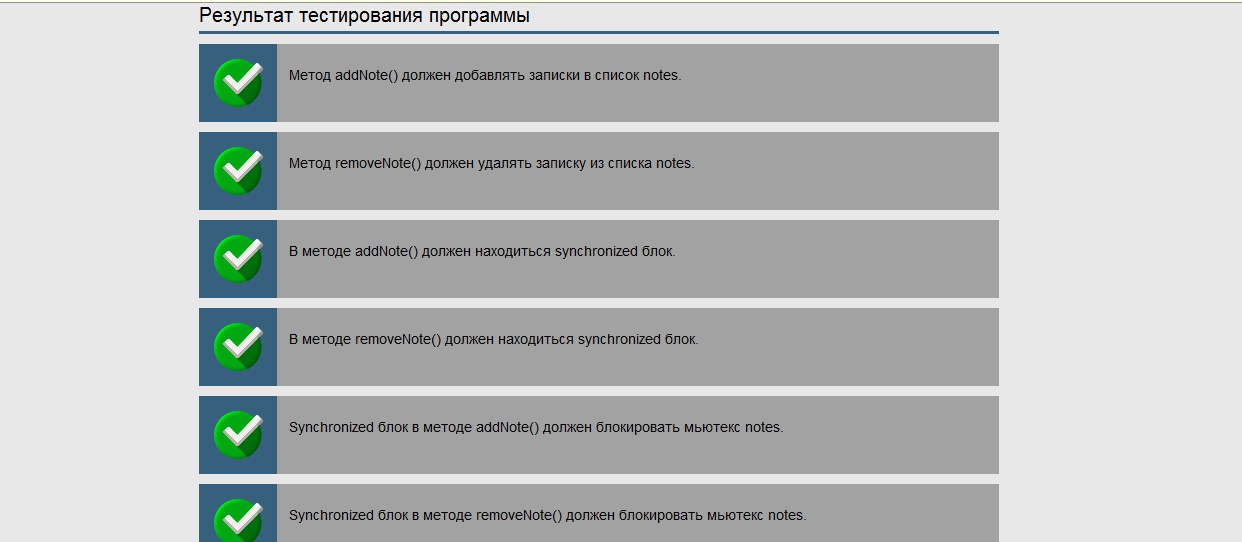 Результат тестирования программы
Метод addNote() должен добавлять записки в список notes.
Метод removeNote() должен удалять записку из списка notes.
В методе addNote() должен находиться synchronized блок.
В методе removeNote() должен находиться synchronized блок.
Synchronized блок в методе addNote() должен блокировать мьютекс notes.
Synchronized блок в методе removeNote() должен блокировать мьютекс notes.